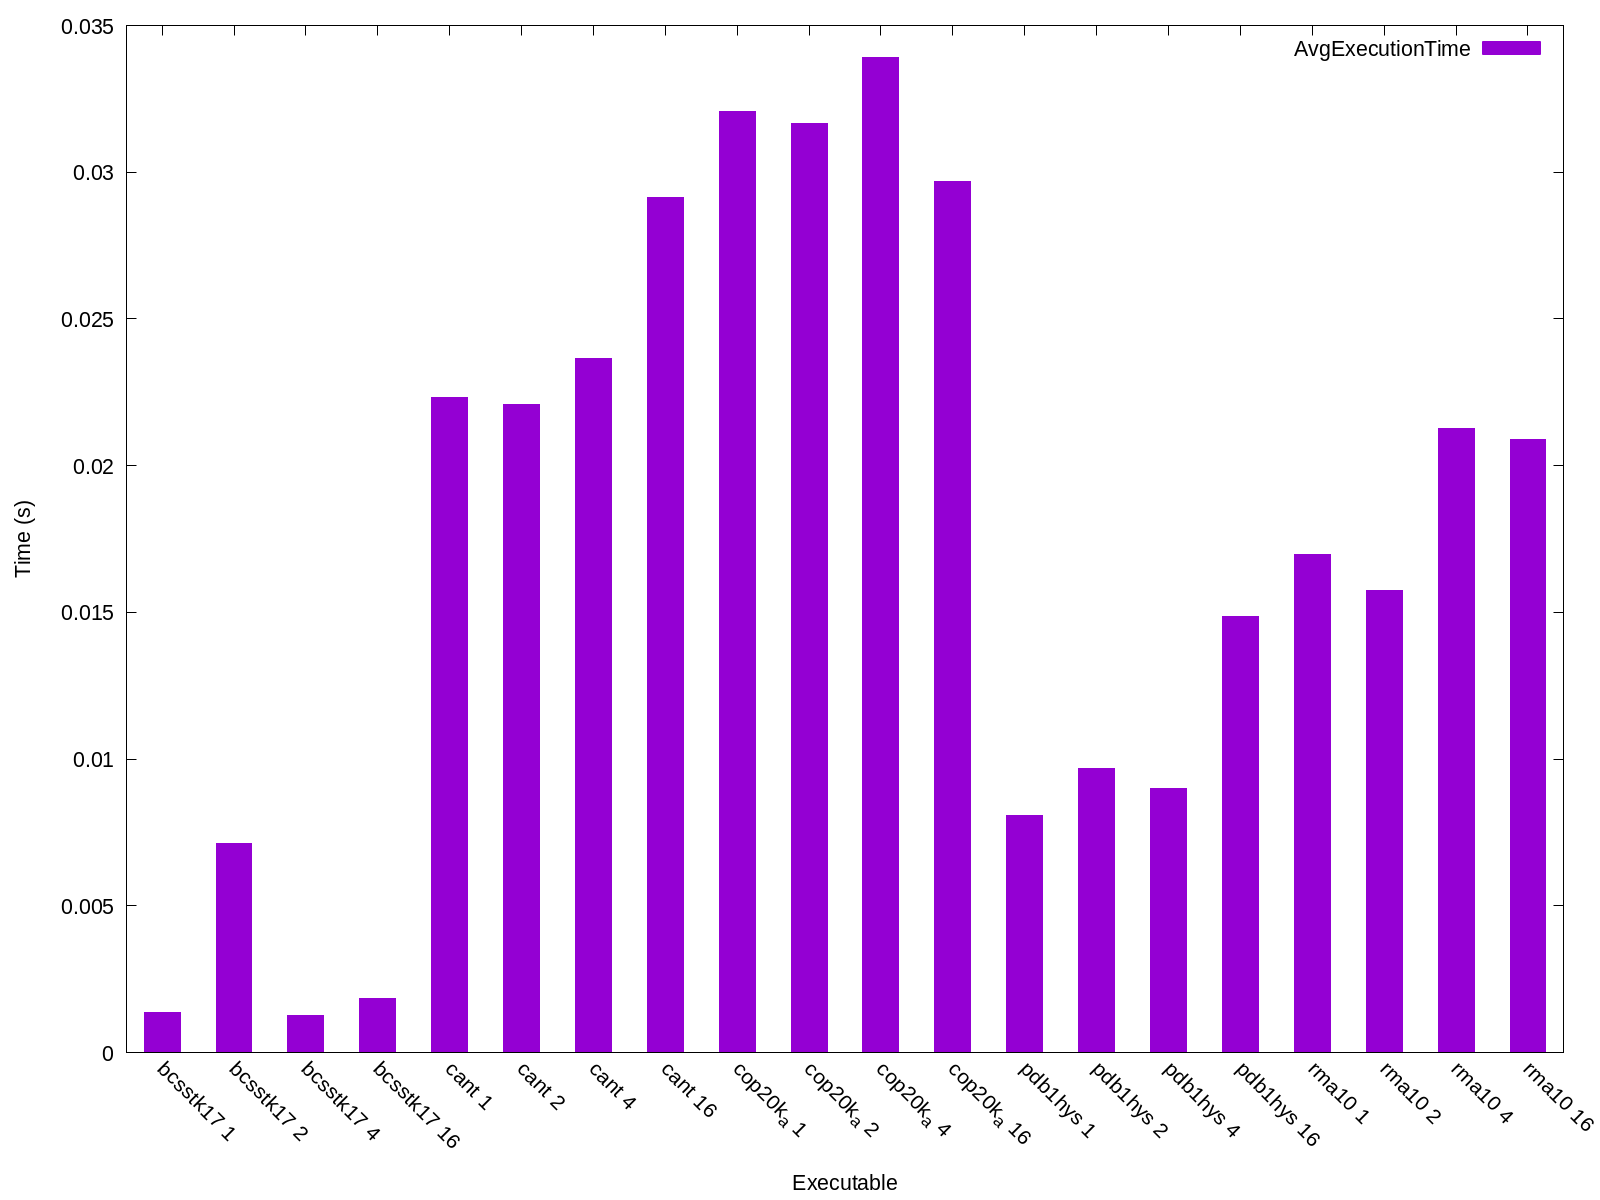 AvgExecutionTime
0.035
0.03
0.025
0.02
0.015
0.01
0.005
0
Time (s)
bcsstk17 1
bcsstk17 2
bcsstk17 4
bcsstk17 16
cant 1
cant 2
cant 4
cant 16
cop20kₐ 1
cop20kₐ 2
cop20kₐ 4
cop20kₐ 16
pdb1hys 1
pdb1hys 2
pdb1hys 4
pdb1hys 16
rma10 1
rma10 2
rma10 4
rma10 16
Executable